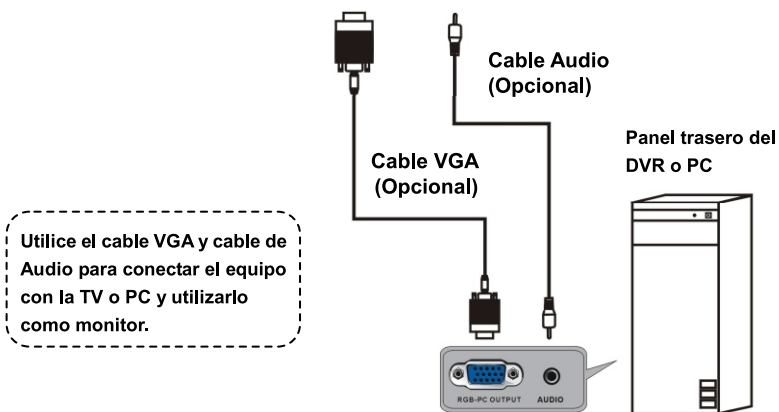 Cable Audio
(Opcional)
Panel trasero del
DVR o PC
Cable VGA
(Opcional)
Utilice el cable VGA y cable de
Audio para conectar el equipo
con la TV o PC y utilizarlo
como monitor.
RGB-PC OUTPUT
AUDIO